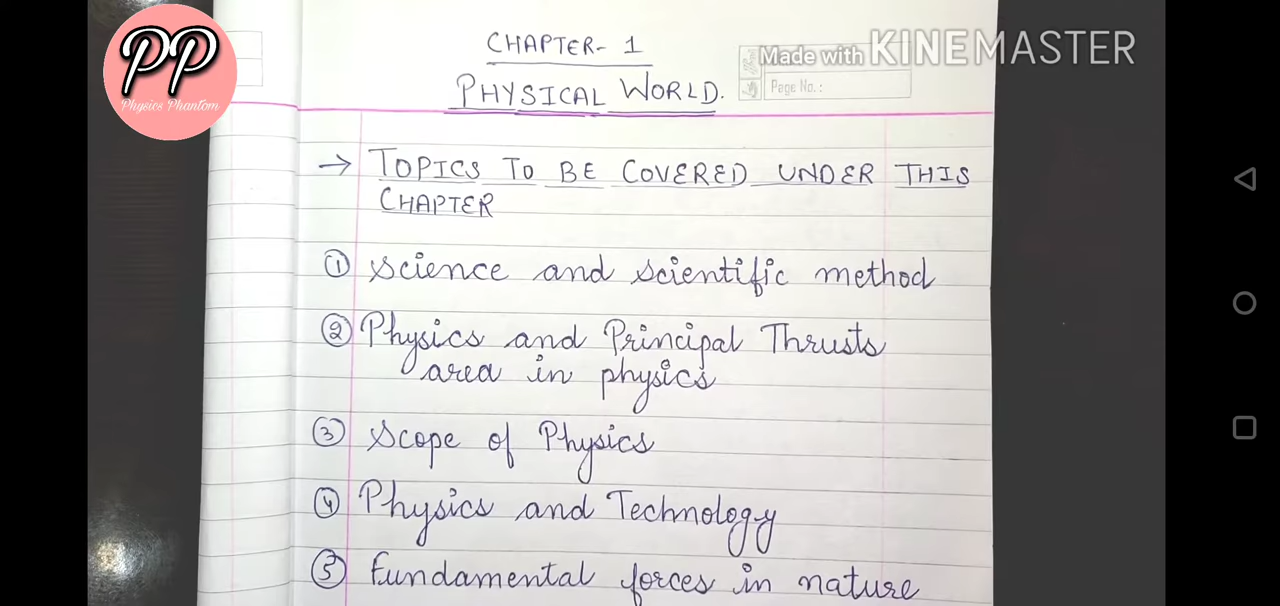 PP
Physics Phantom
Made with KINEMASTER
Page No.:
CHAPTER- 1
PHYSICAL WORLD.
→ TOPICS TO BE COVERED UNDER THIS
CHAPTER
① Science and scientific method
② Physics and Principal Thrusts
area in physics
③ Scope of Physics
④ Physics and Technology
⑤ Fundamental forces in nature